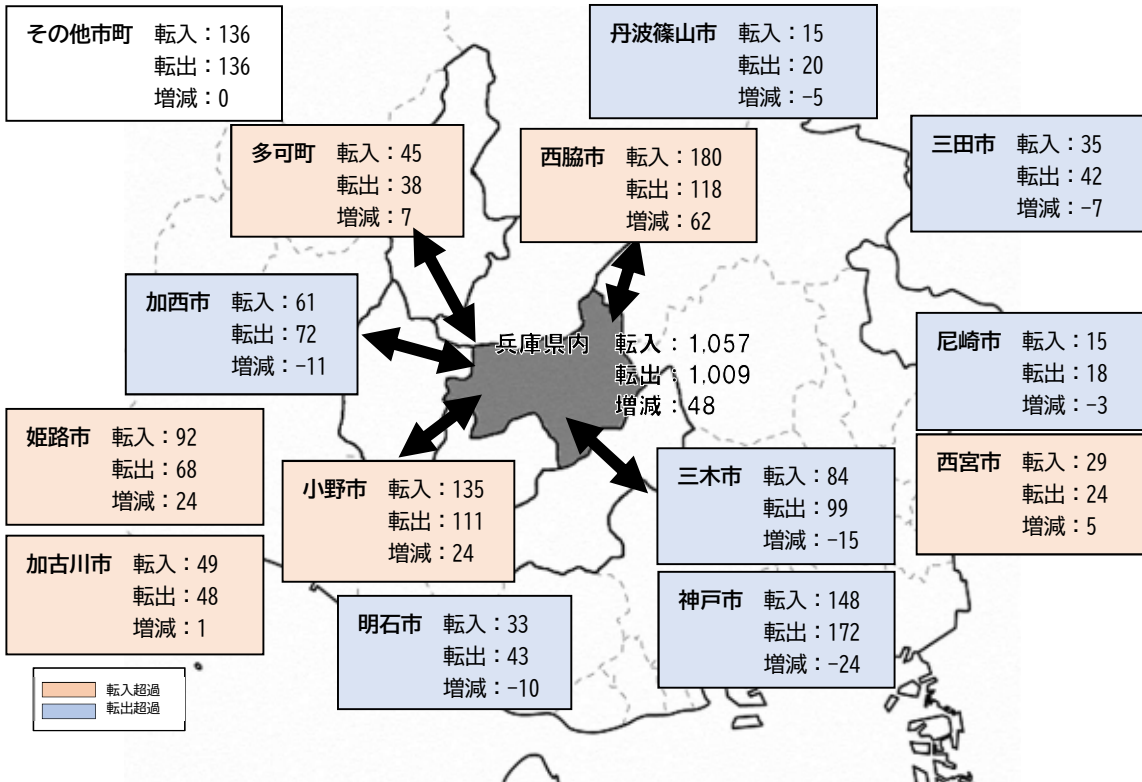 その他市町 転入：136
転出：136
増減：0
丹波篠山市 転入：15
転出：20
増減：-5
多可町 転入：45
転出：38
増減：7
西脇市 転入：180
転出：118
増減：62
三田市 転入：35
転出：42
増減：-7
加西市 転入：61
転出：72
増減：-11
兵庫県内 転入：1,057
転出：1,009
増減：48
尼崎市 転入：15
転出：18
増減：-3
姫路市 転入：92
転出：68
増減：24
小野市 転入：135
転出：111
増減：24
三木市 転入：84
転出：99
増減：-15
西宮市 転入：29
転出：24
増減：5
加古川市 転入：49
転出：48
増減：1
明石市 転入：33
転出：43
増減：-10
神戸市 転入：148
転出：172
増減：-24
転入超過
転出超過